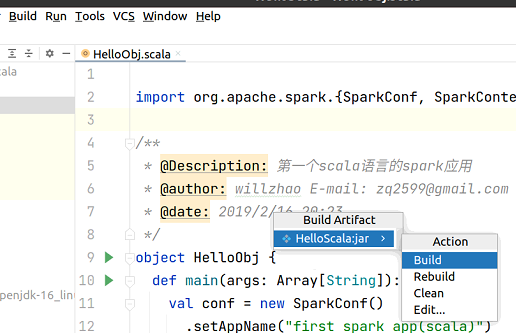 Build Run Tools VCS Window Help
cala
HelloObj.scala
1
2 import org.apache.spark.{SparkConf, SparkConte
3
4 /**
5 * @Description: 第一个scala语言的spark应用
6 * @author: willzhao E-mail: zq2599@gmail.com
7 * @date: 2019/2/16 20:23
Build Artifact
8 */
HelloScala:jar
Action
9 object HelloObj {
Build
10 def main(args: Array[String]):
Rebuild
penjdk-16_lin
11 val conf = new SparkConf()
Clean
Edit...
12 .setAppName("first spark app(scala)")